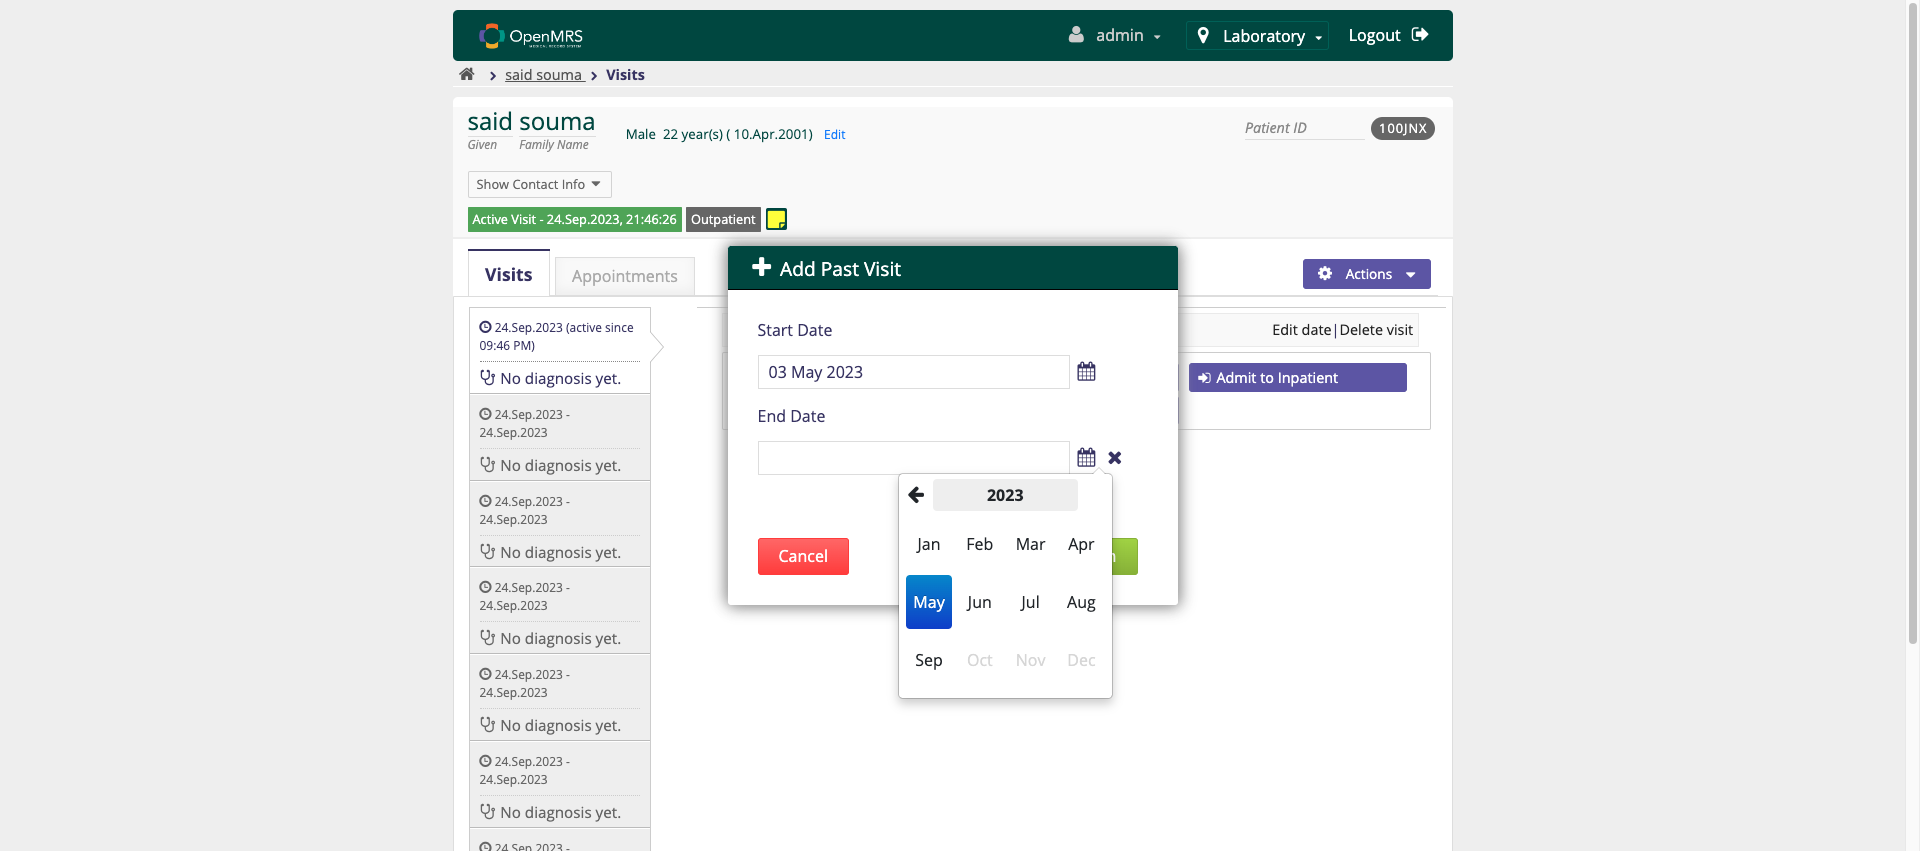 OpenMRS
MEDICAL RECORD SYSTEM
admin
Laboratory
Logout
said souma
Visits
said souma
Given
Family Name
Male 22 year(s) ( 10.Apr.2001) Edit
Patient ID
100JNX
Show Contact Info
Active Visit - 24.Sep.2023, 21:46:26
Outpatient
Visits
Appointments
Actions
24.Sep.2023 (active since
09:46 PM)
No diagnosis yet.
24.Sep.2023 -
24.Sep.2023
No diagnosis yet.
24.Sep.2023 -
24.Sep.2023
No diagnosis yet.
24.Sep.2023 -
24.Sep.2023
No diagnosis yet.
24.Sep.2023 -
24.Sep.2023
No diagnosis yet.
24.Sep.2023 -
24.Sep.2023
No diagnosis yet.
24.Sep.2023 -
Edit date|Delete visit
Admit to Inpatient
Add Past Visit
Start Date
03 May 2023
End Date
Cancel
2023
Jan Feb Mar Apr
May Jun Jul Aug
Sep Oct Nov Dec